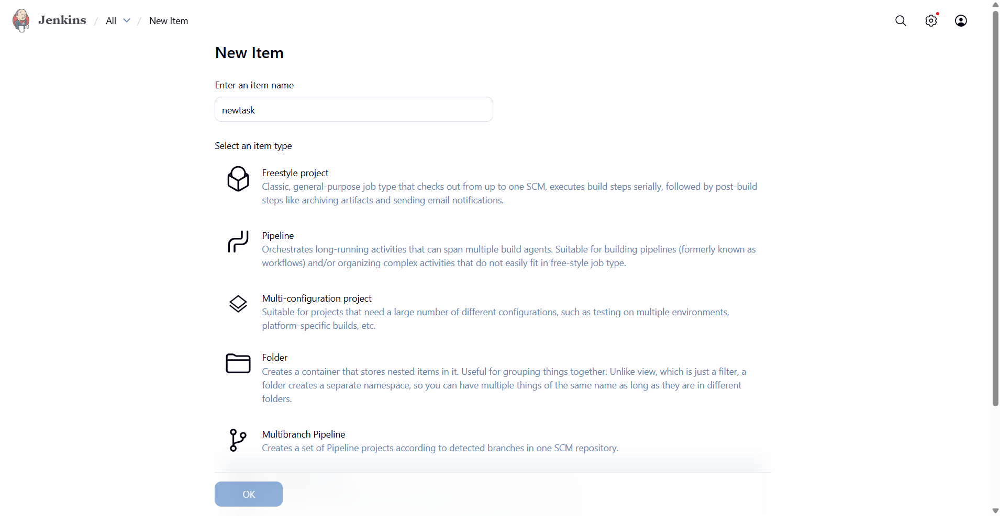 Jenkins / All / New Item
New Item
Enter an item name
newtask
Select an item type
Freestyle project
Classic, general-purpose job type that checks out from up to one SCM, executes build steps serially, followed by post-build
steps like archiving artifacts and sending email notifications.
Pipeline
Orchestrates long-running activities that can span multiple build agents. Suitable for building pipelines (formerly known as
workflows) and/or organizing complex activities that do not easily fit in free-style job type.
Multi-configuration project
Suitable for projects that need a large number of different configurations, such as testing on multiple environments,
platform-specific builds, etc.
Folder
Creates a container that stores nested items in it. Useful for grouping things together. Unlike view, which is just a filter, a
folder creates a separate namespace, so you can have multiple things of the same name as long as they are in different
folders.
Multibranch Pipeline
Creates a set of Pipeline projects according to detected branches in one SCM repository.
OK